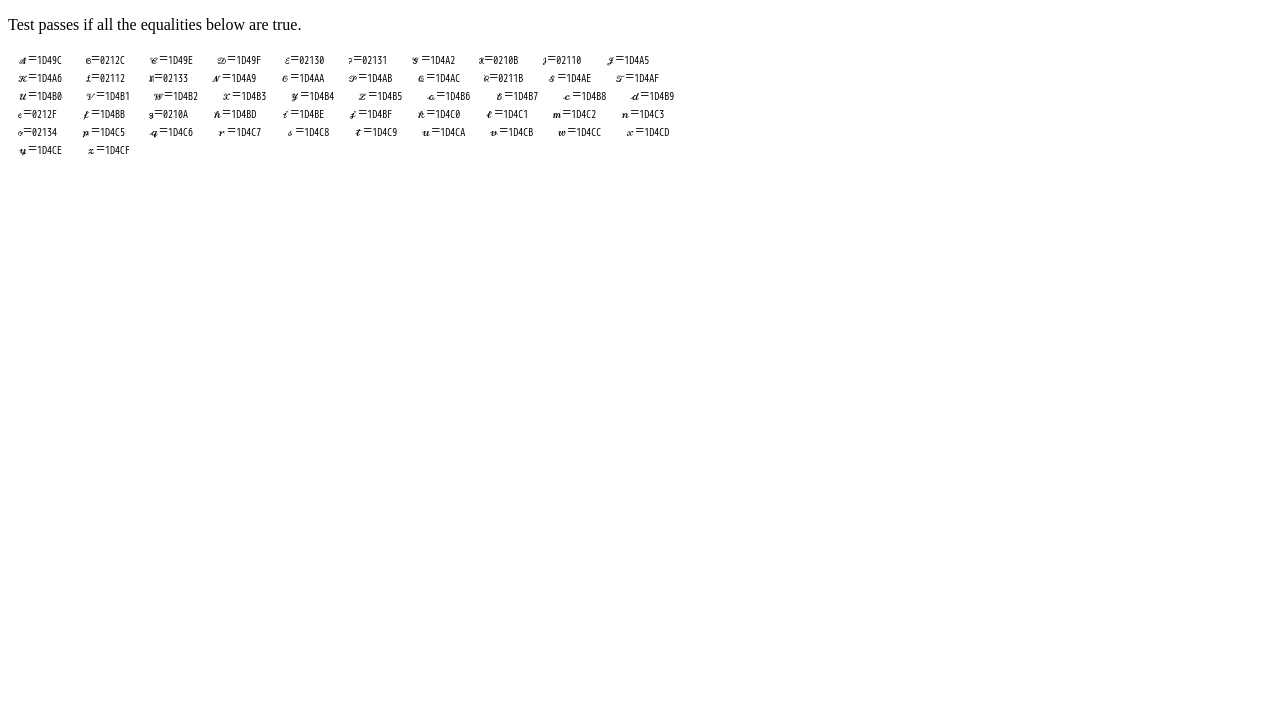 Test passes if all the equalities below are true.
𝒜=1D49C ℬ=0212C 𝒞=1D49E 𝒟=1D49F ℰ=02130 ℱ=02131 𝒢=1D4A2 ℋ=0210B ℐ=02110 𝒥=1D4A5
𝒦=1D4A6 ℒ=02112 ℳ=02133 𝒩=1D4A9 𝒪=1D4AA 𝒫=1D4AB 𝒬=1D4AC ℛ=0211B 𝒮=1D4AE 𝒯=1D4AF
𝒰=1D4B0 𝒱=1D4B1 𝒲=1D4B2 𝒳=1D4B3 𝒴=1D4B4 𝒵=1D4B5 𝒶=1D4B6 𝒷=1D4B7 𝒸=1D4B8 𝒹=1D4B9
ℯ=0212F 𝒻=1D4BB ℊ=0210A 𝒽=1D4BD 𝒾=1D4BE 𝒿=1D4BF 𝓀=1D4C0 𝓁=1D4C1 𝓂=1D4C2 𝓃=1D4C3
ℴ=02134 𝓅=1D4C5 𝓆=1D4C6 𝓇=1D4C7 𝓈=1D4C8 𝓉=1D4C9 𝓊=1D4CA 𝓋=1D4CB 𝓌=1D4CC 𝓍=1D4CD
𝓎=1D4CE 𝓏=1D4CF